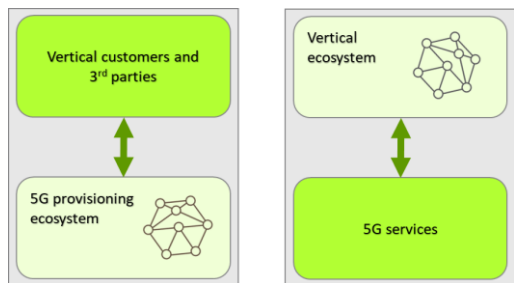 Vertical customers and
3rd parties
5G provisioning
ecosystem
Vertical
ecosystem
5G services